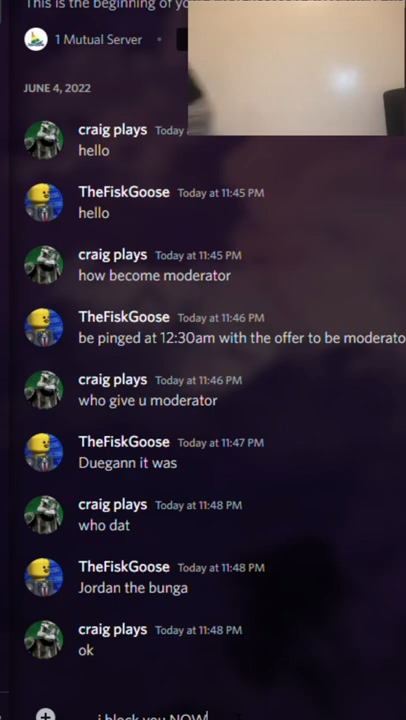 This is the beginning of yo
1 Mutual Server
JUNE 4, 2022
craig plays Today
hello
TheFiskGoose Today at 11:45 PM
hello
craig plays Today at 11:45 PM
how become moderator
TheFiskGoose Today at 11:46 PM
be pinged at 12:30am with the offer to be moderato
craig plays Today at 11:46 PM
who give u moderator
TheFiskGoose Today at 11:47 PM
Duegann it was
craig plays Today at 11:48 PM
who dat
TheFiskGoose Today at 11:48 PM
Jordan the bunga
craig plays Today at 11:48 PM
ok
i block you NOW